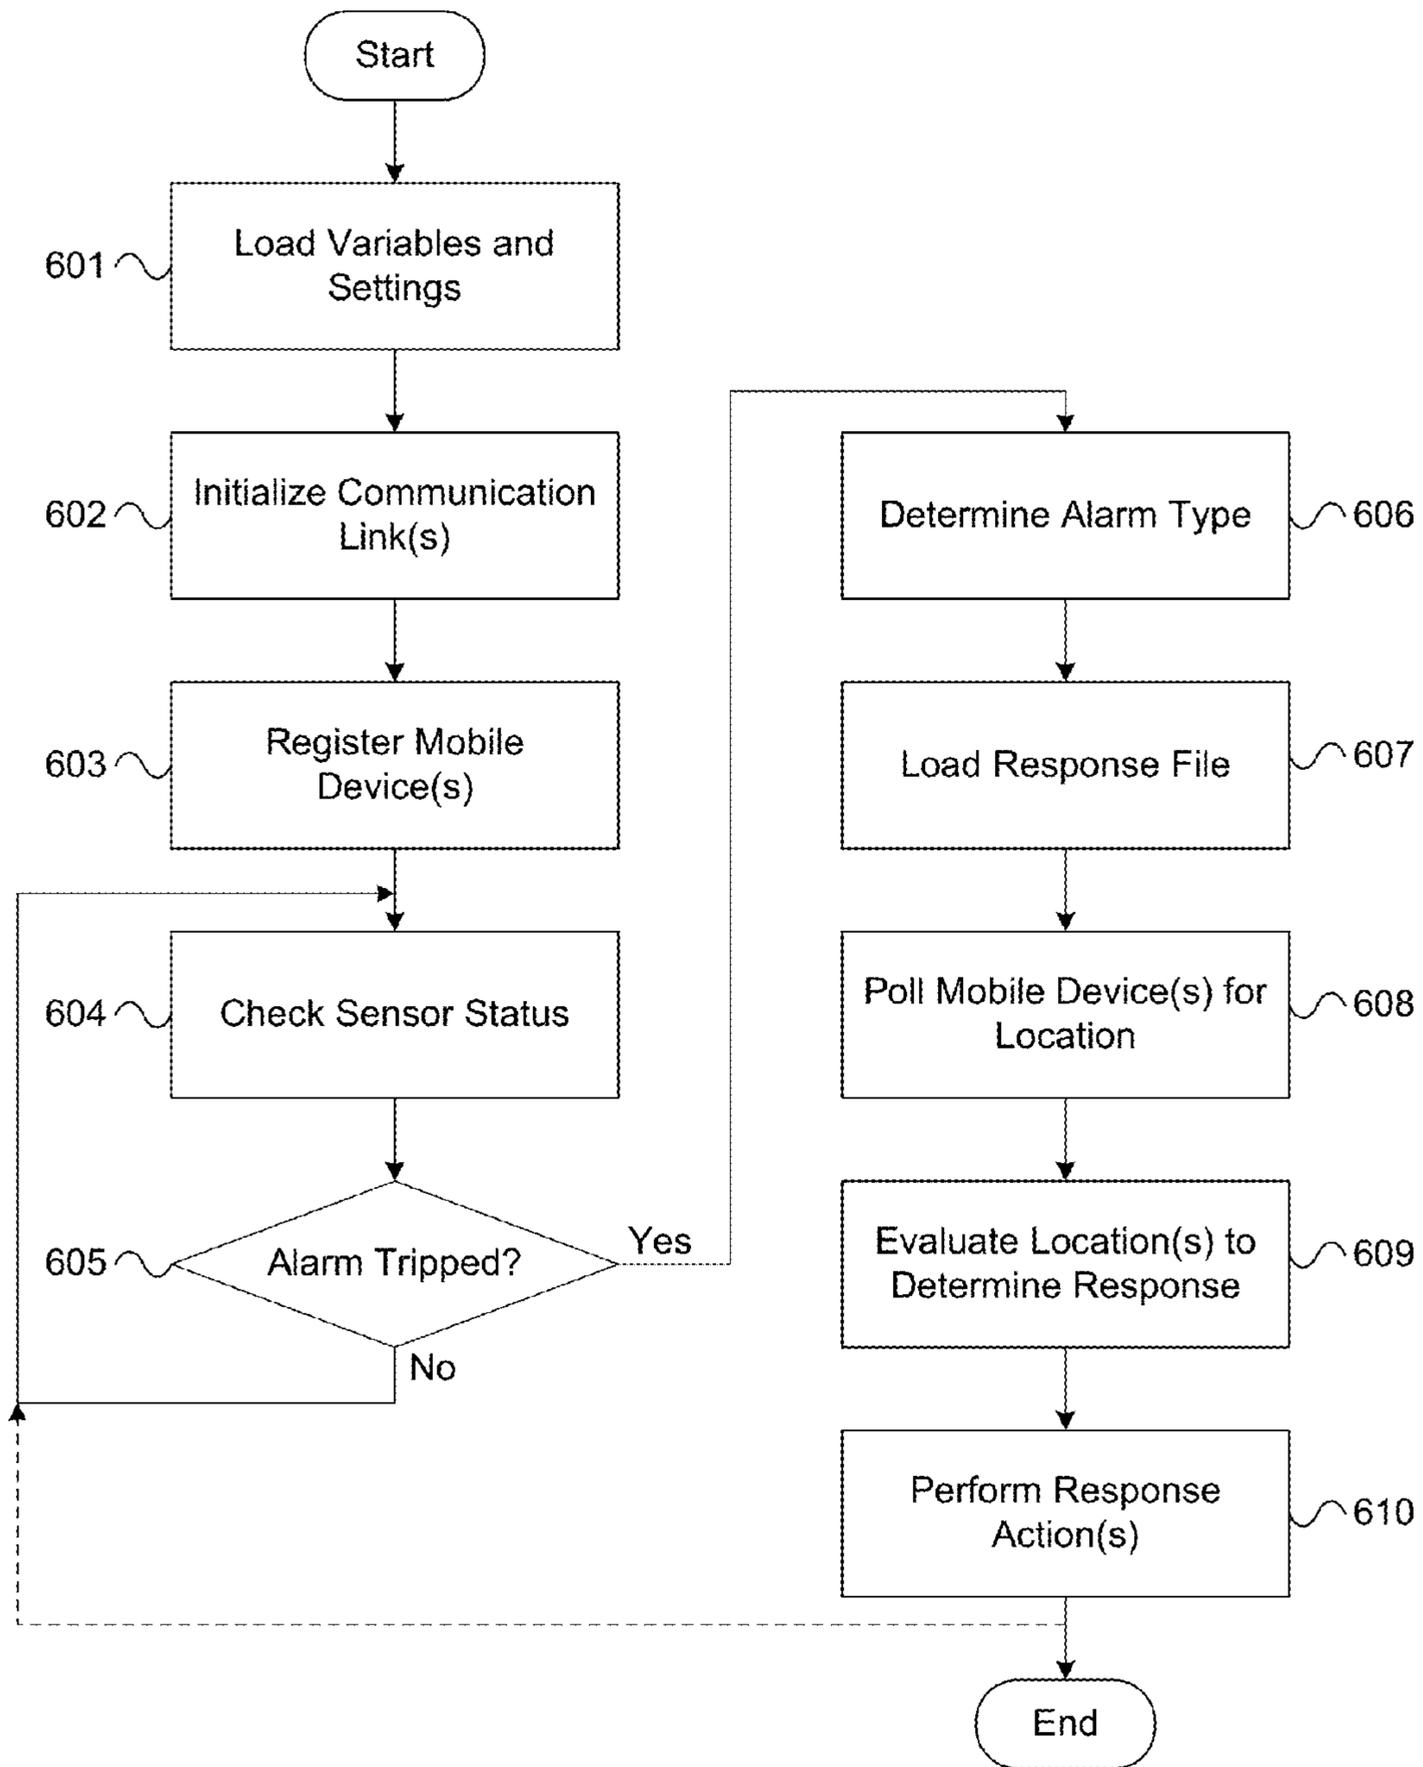 Start
601
Load Variables and
Settings
602
Initialize Communication
Link(s)
603
Register Mobile
Device(s)
604
Check Sensor Status
605
Alarm Tripped?
Yes
No
Determine Alarm Type
606
Load Response File
607
Poll Mobile Device(s) for
Location
608
Evaluate Location(s) to
Determine Response
609
Perform Response
Action(s)
610
End